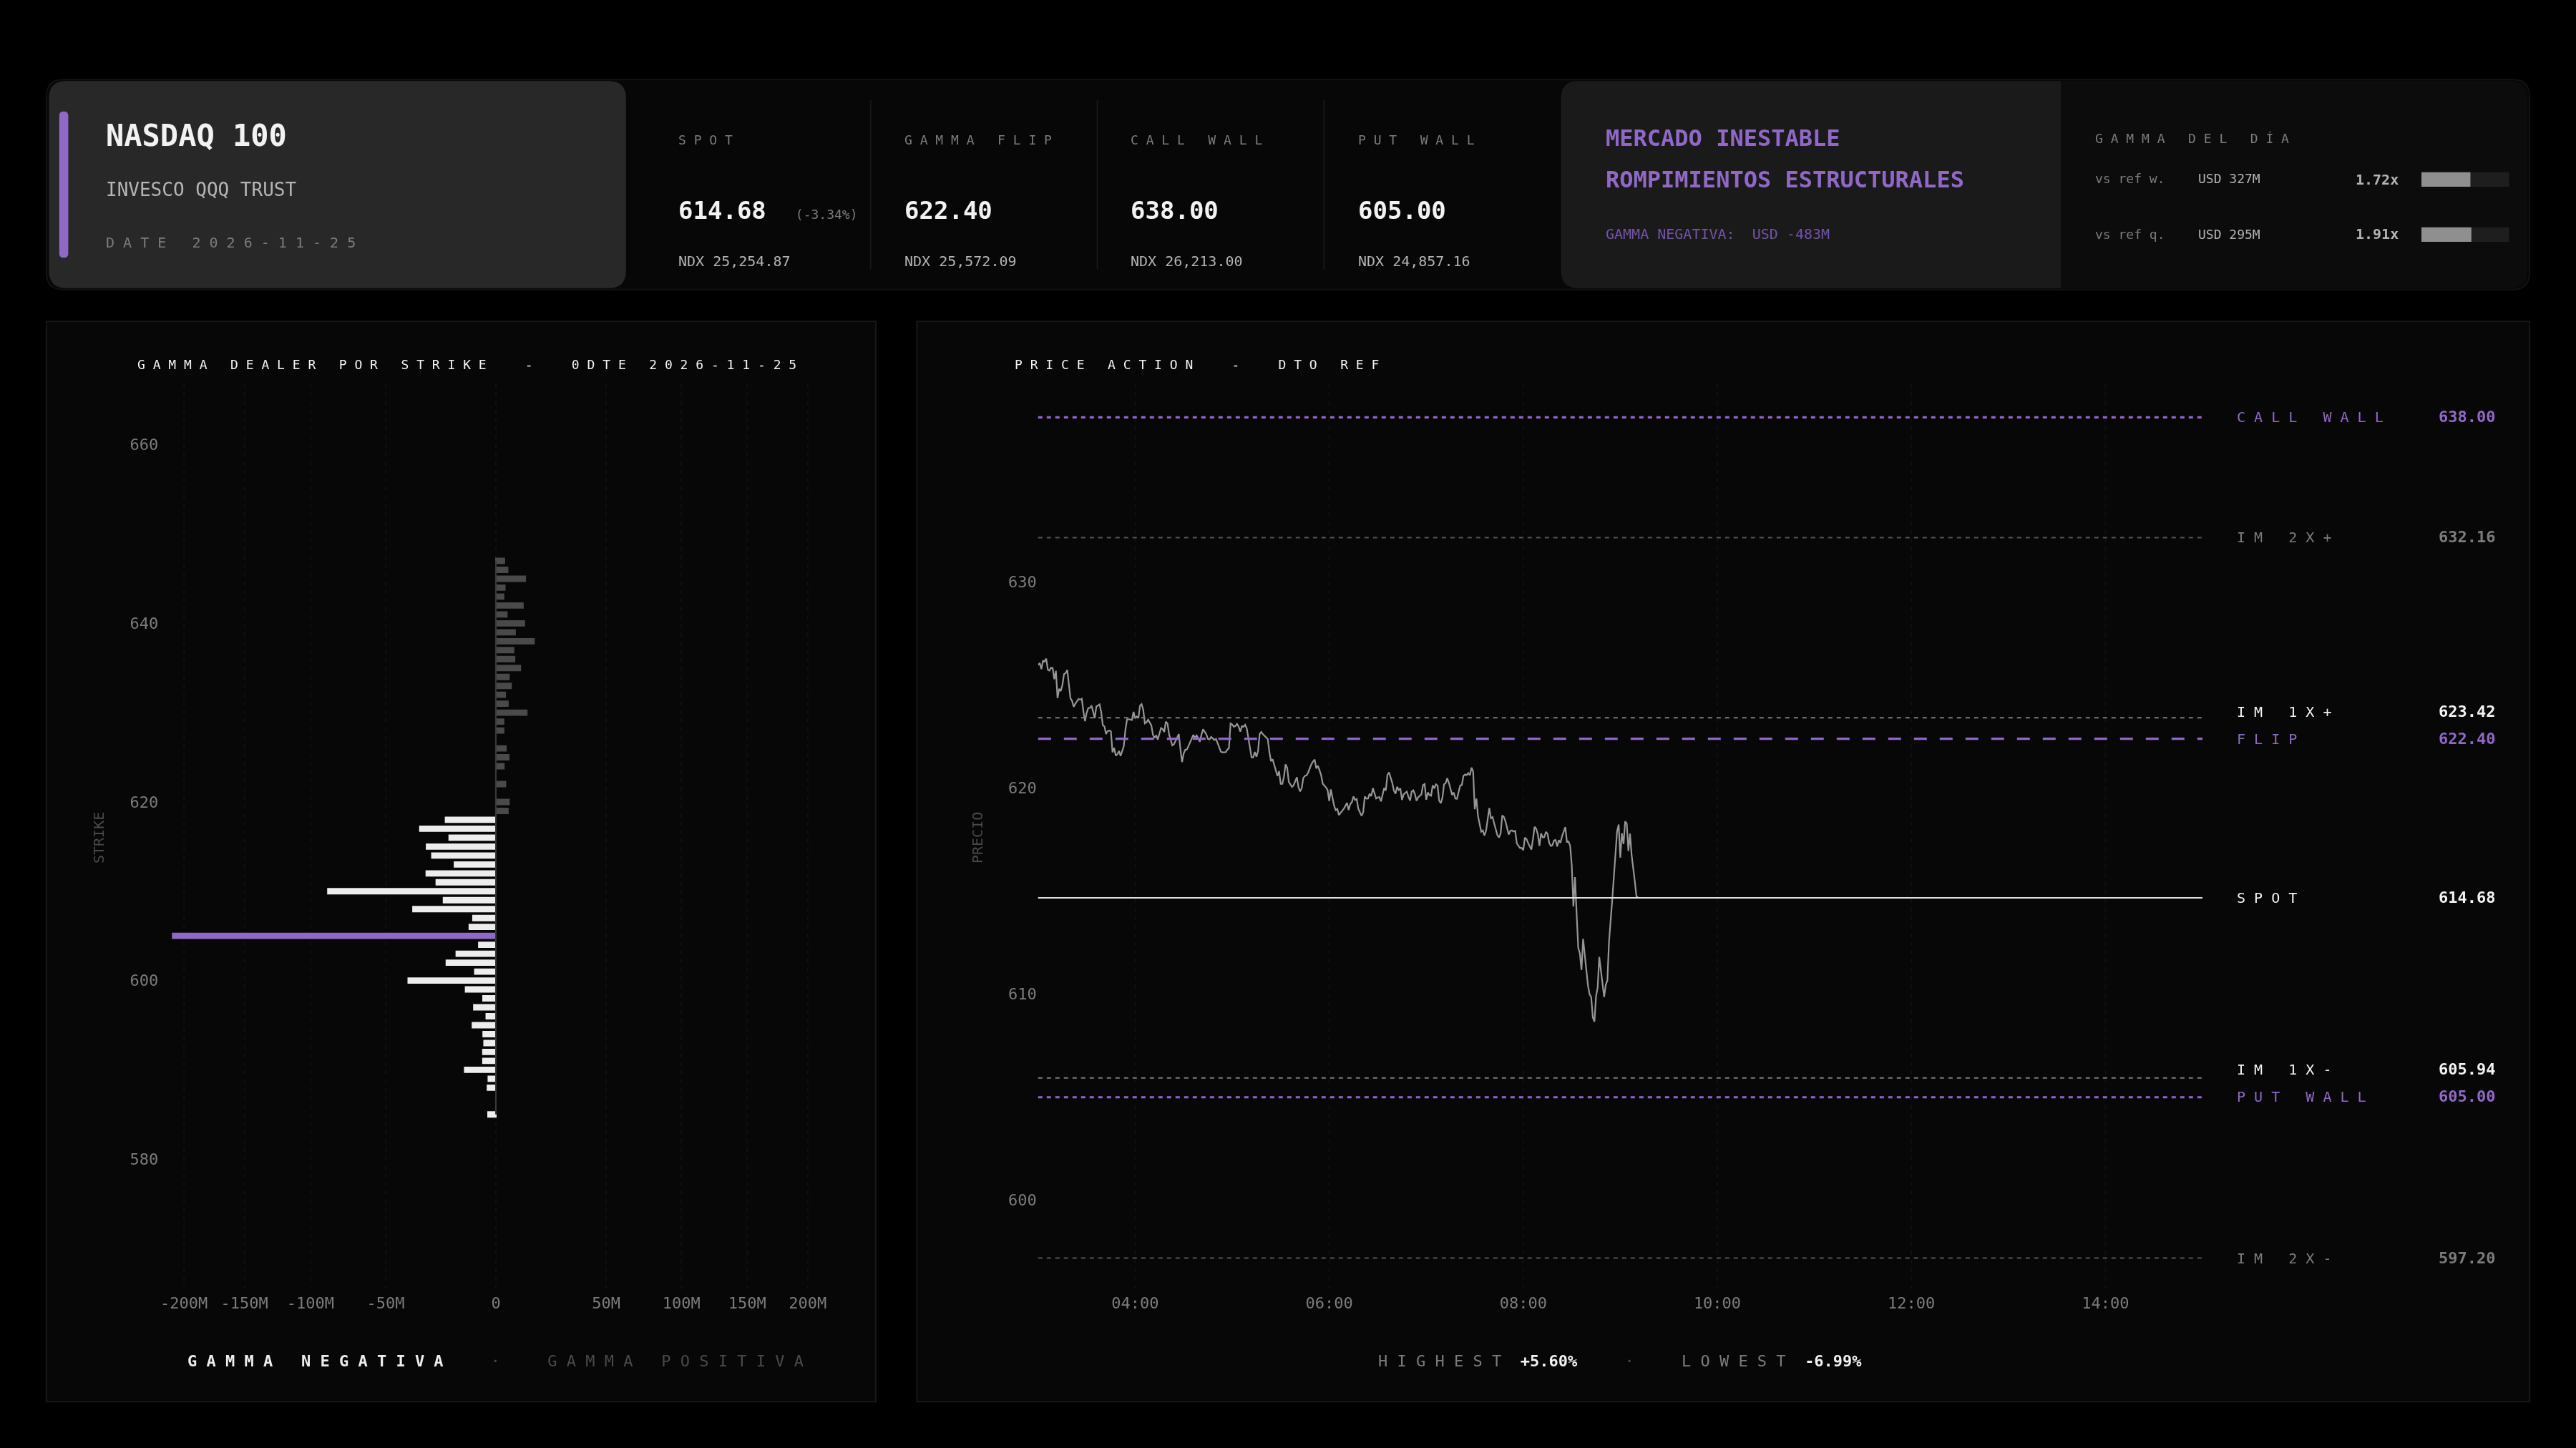 NASDAQ 100
INVESCO QQQ TRUST
DATE 2026-11-25
SPOT
614.68 (-3.34%)
NDX 25,254.87
GAMMA FLIP
622.40
NDX 25,572.09
CALL WALL
638.00
NDX 26,213.00
PUT WALL
605.00
NDX 24,857.16
MERCADO INESTABLE
ROMPIMIENTOS ESTRUCTURALES
GAMMA NEGATIVA: USD -483M
GAMMA DEL DÍA
vs ref w. USD 327M 1.72x
vs ref q. USD 295M 1.91x
GAMMA DEALER POR STRIKE - 0DTE 2026-11-25
660
640
620
600
580
STRIKE
-200M -150M -100M -50M 0 50M 100M 150M 200M
GAMMA NEGATIVA · GAMMA POSITIVA
PRICE ACTION - DTO REF
630
620
610
600
PRECIO
CALL WALL 638.00
IM 2X+ 632.16
IM 1X+ 623.42
FLIP 622.40
SPOT 614.68
IM 1X- 605.94
PUT WALL 605.00
IM 2X- 597.20
04:00 06:00 08:00 10:00 12:00 14:00
HIGHEST +5.60% · LOWEST -6.99%